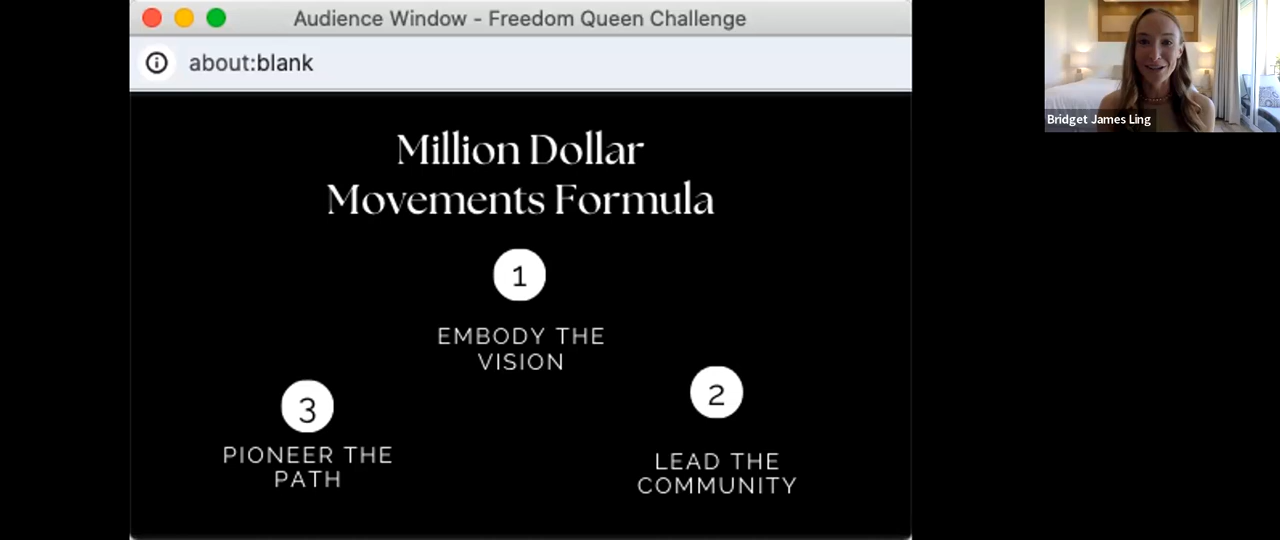 Audience Window - Freedom Queen Challenge
about:blank
Bridget James Ling
Million Dollar
Movements Formula
1
EMBODY THE
VISION
2
LEAD THE
COMMUNITY
3
PIONEER THE
PATH